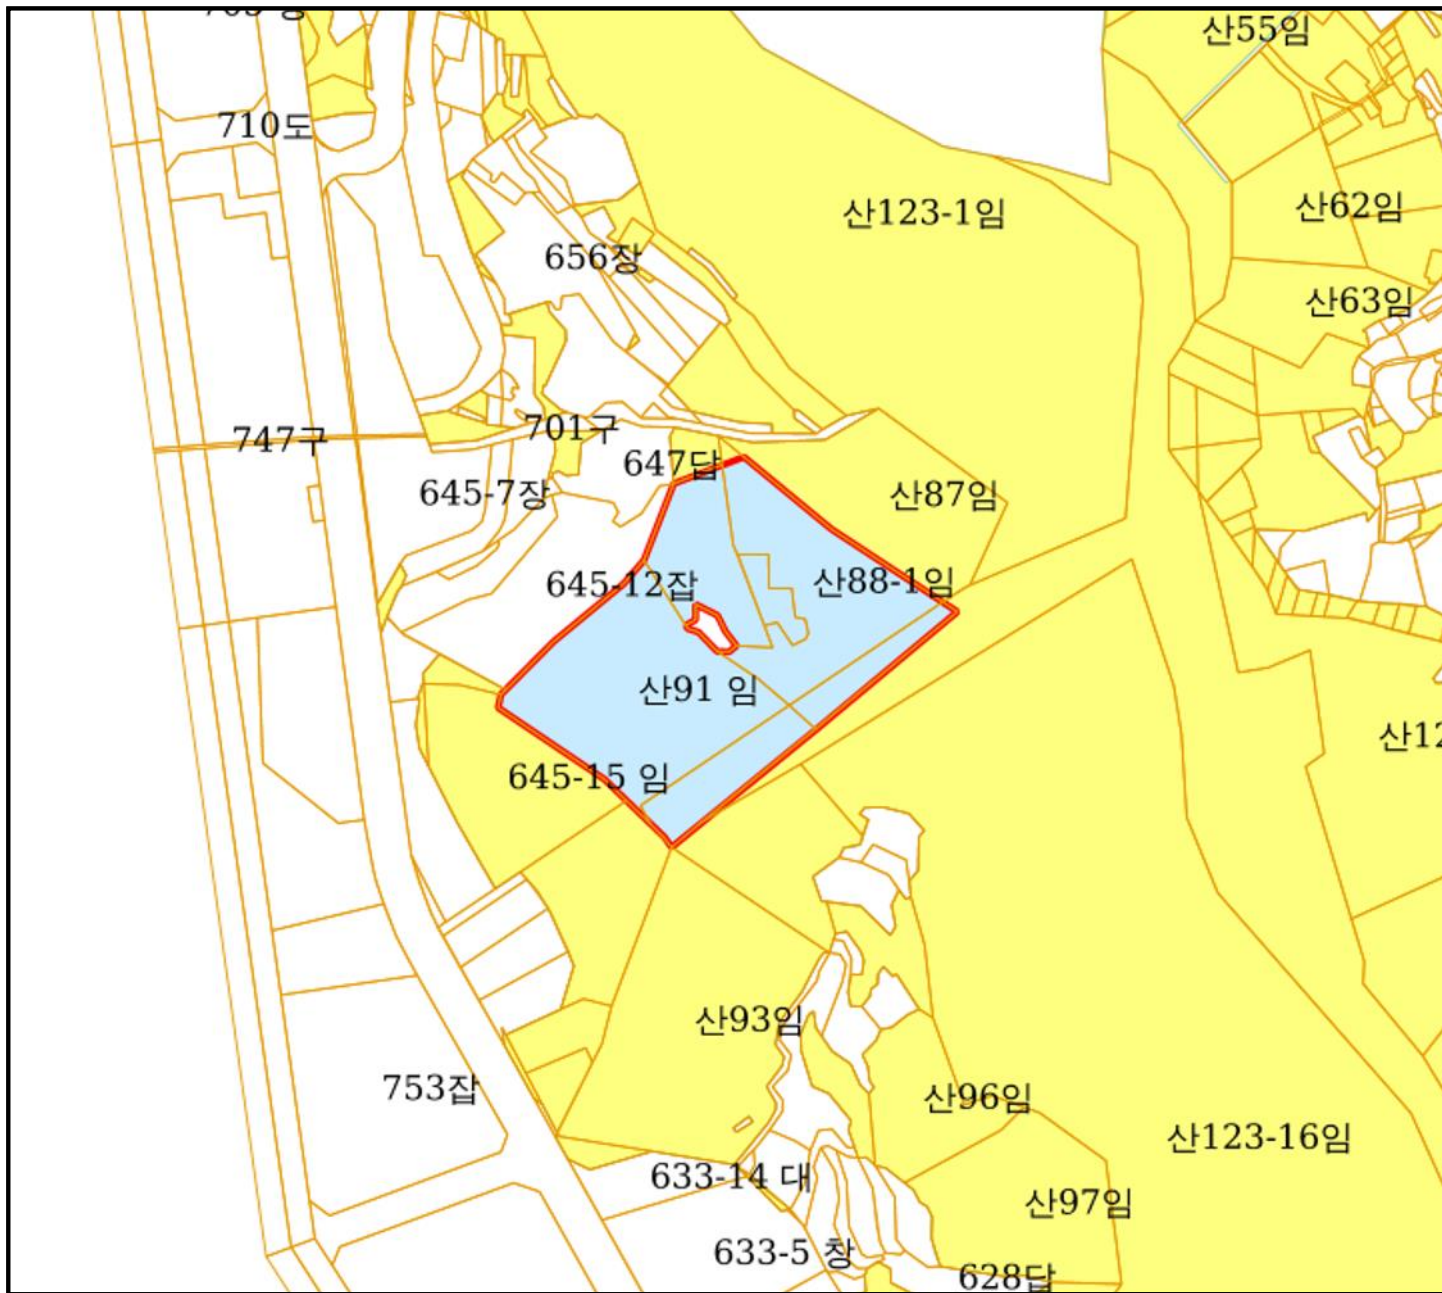 산55임
710도
산62임
산123-1임
656장
산63임
701구
747구
647답
645-7장
산87임
645-12잡
산88-1임
산91 임
산12
645-15 임
산93임
753잡
산96임
산123-16임
633-14 대
산97임
633-5 창
628답